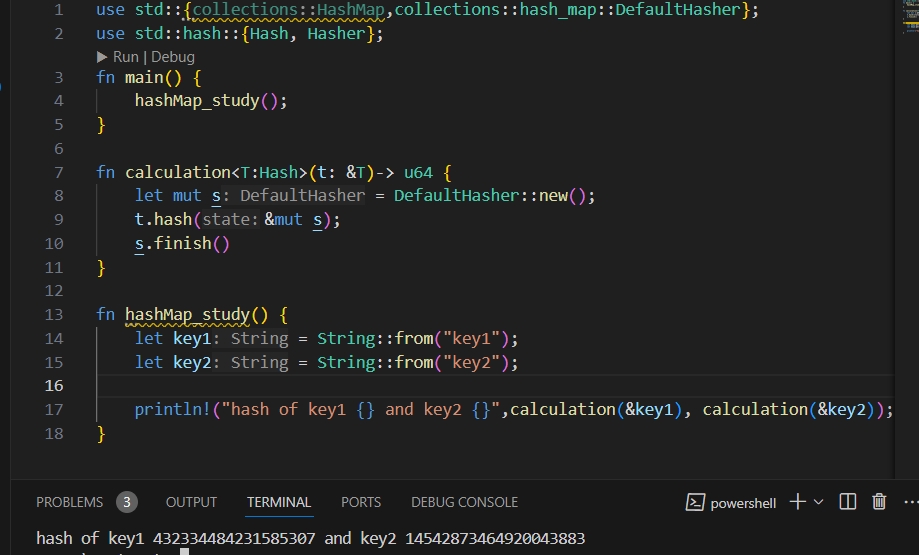 1 use std::{collections::HashMap,collections::hash_map::DefaultHasher};
2 use std::hash::{Hash, Hasher};
▶ Run | Debug
3 fn main() {
4     hashMap_study();
5 }
6
7 fn calculation<T:Hash>(t: &T)-> u64 {
8     let mut s: DefaultHasher = DefaultHasher::new();
9     t.hash(state: &mut s);
10     s.finish()
11 }
12
13 fn hashMap_study() {
14     let key1: String = String::from("key1");
15     let key2: String = String::from("key2");
16
17     println!("hash of key1 {} and key2 {}",calculation(&key1), calculation(&key2));
18 }
PROBLEMS 3 OUTPUT TERMINAL PORTS DEBUG CONSOLE powershell
hash of key1 432334484231585307 and key2 14542873464920043883